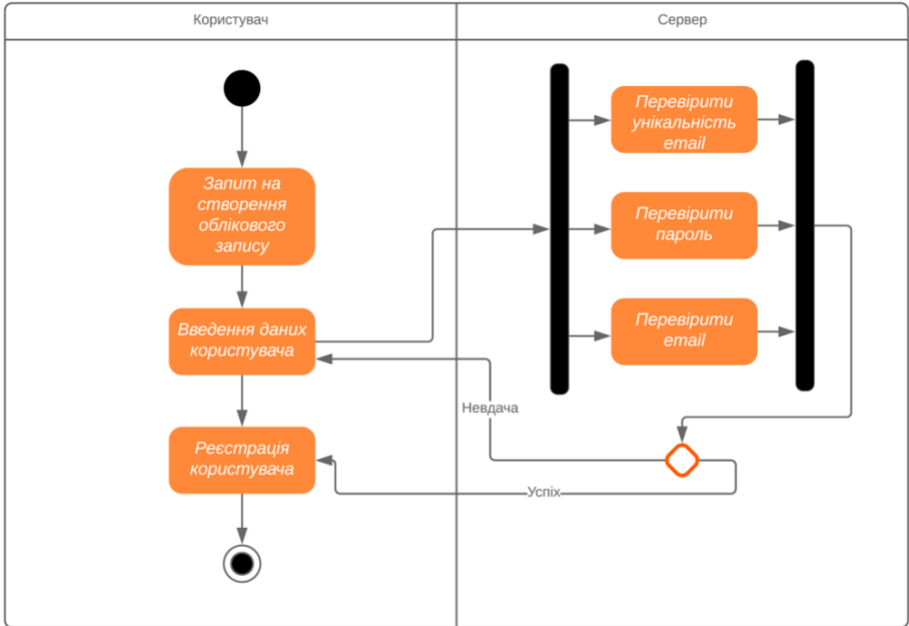 Користувач
Сервер
Запит на
створення
облікового
запису
Введення даних
користувача
Реєстрація
користувача
Перевірити
унікальність
email
Перевірити
пароль
Перевірити
email
Невдача
Успіх